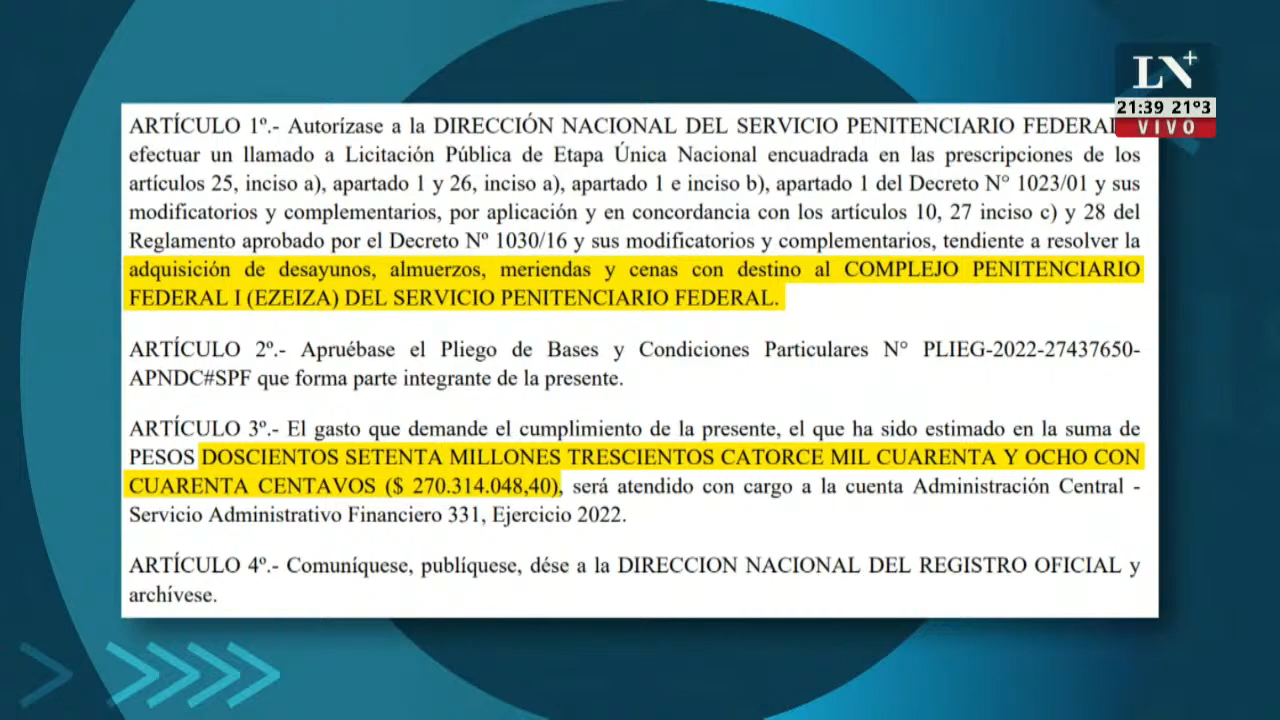 LN+
21:39 21º3
VIVO
ARTÍCULO 1º.- Autorízase a la DIRECCIÓN NACIONAL DEL SERVICIO PENITENCIARIO FEDERAL
efectuar un llamado a Licitación Pública de Etapa Única Nacional encuadrada en las prescripciones de los
artículos 25, inciso a), apartado 1 y 26, inciso a), apartado 1 e inciso b), apartado 1 del Decreto N° 1023/01 y sus
modificatorios y complementarios, por aplicación y en concordancia con los artículos 10, 27 inciso c) y 28 del
Reglamento aprobado por el Decreto Nº 1030/16 y sus modificatorios y complementarios, tendiente a resolver la
adquisición de desayunos, almuerzos, meriendas y cenas con destino al COMPLEJO PENITENCIARIO
FEDERAL I (EZEIZA) DEL SERVICIO PENITENCIARIO FEDERAL.
ARTÍCULO 2º.- Apruébase el Pliego de Bases y Condiciones Particulares N° PLIEG-2022-27437650-
APNDC#SPF que forma parte integrante de la presente.
ARTÍCULO 3º.- El gasto que demande el cumplimiento de la presente, el que ha sido estimado en la suma de
PESOS DOSCIENTOS SETENTA MILLONES TRESCIENTOS CATORCE MIL CUARENTA Y OCHO CON
CUARENTA CENTAVOS ($ 270.314.048,40), será atendido con cargo a la cuenta Administración Central -
Servicio Administrativo Financiero 331, Ejercicio 2022.
ARTÍCULO 4º.- Comuníquese, publíquese, dése a la DIRECCION NACIONAL DEL REGISTRO OFICIAL y
archívese.